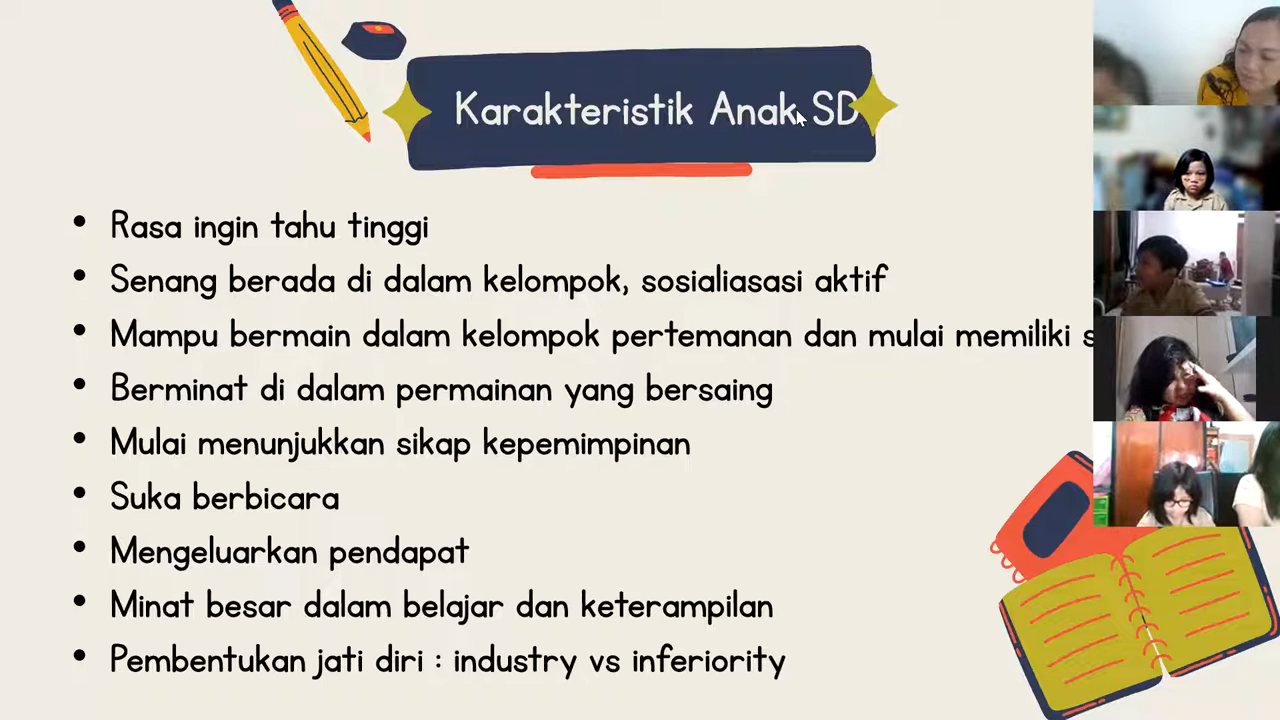 Karakteristik Anak SD
• Rasa ingin tahu tinggi
• Senang berada di dalam kelompok, sosialiasasi aktif
• Mampu bermain dalam kelompok pertemanan dan mulai memiliki
• Berminat di dalam permainan yang bersaing
• Mulai menunjukkan sikap kepemimpinan
• Suka berbicara
• Mengeluarkan pendapat
• Minat besar dalam belajar dan keterampilan
• Pembentukan jati diri : industry vs inferiority